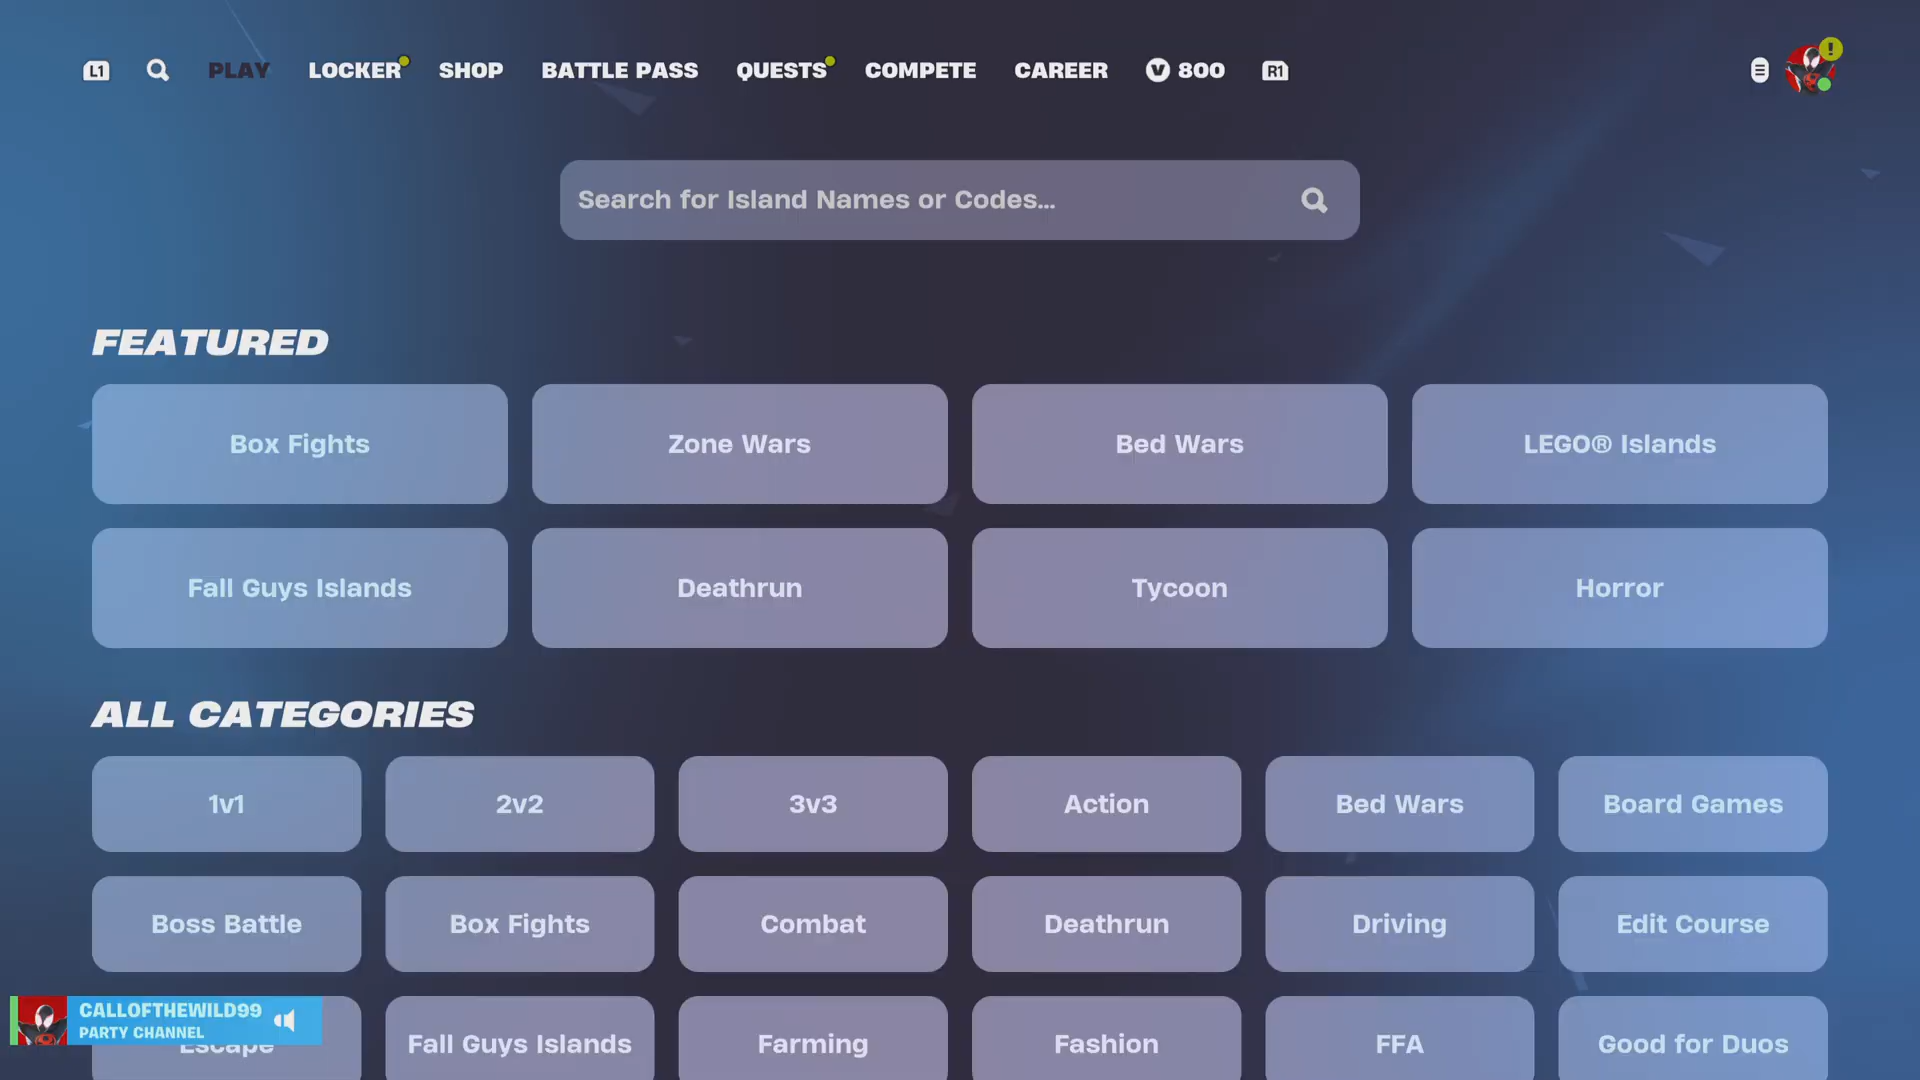 L1 PLAY LOCKER SHOP BATTLE PASS QUESTS COMPETE CAREER V 800 R1 !
Search for Island Names or Codes...
FEATURED
Box Fights Zone Wars Bed Wars LEGO® Islands
Fall Guys Islands Deathrun Tycoon Horror
ALL CATEGORIES
1v1 2v2 3v3 Action Bed Wars Board Games
Boss Battle Box Fights Combat Deathrun Driving Edit Course
CALLOFTHEWILD99
PARTY CHANNEL
Escape Fall Guys Islands Farming Fashion FFA Good for Duos